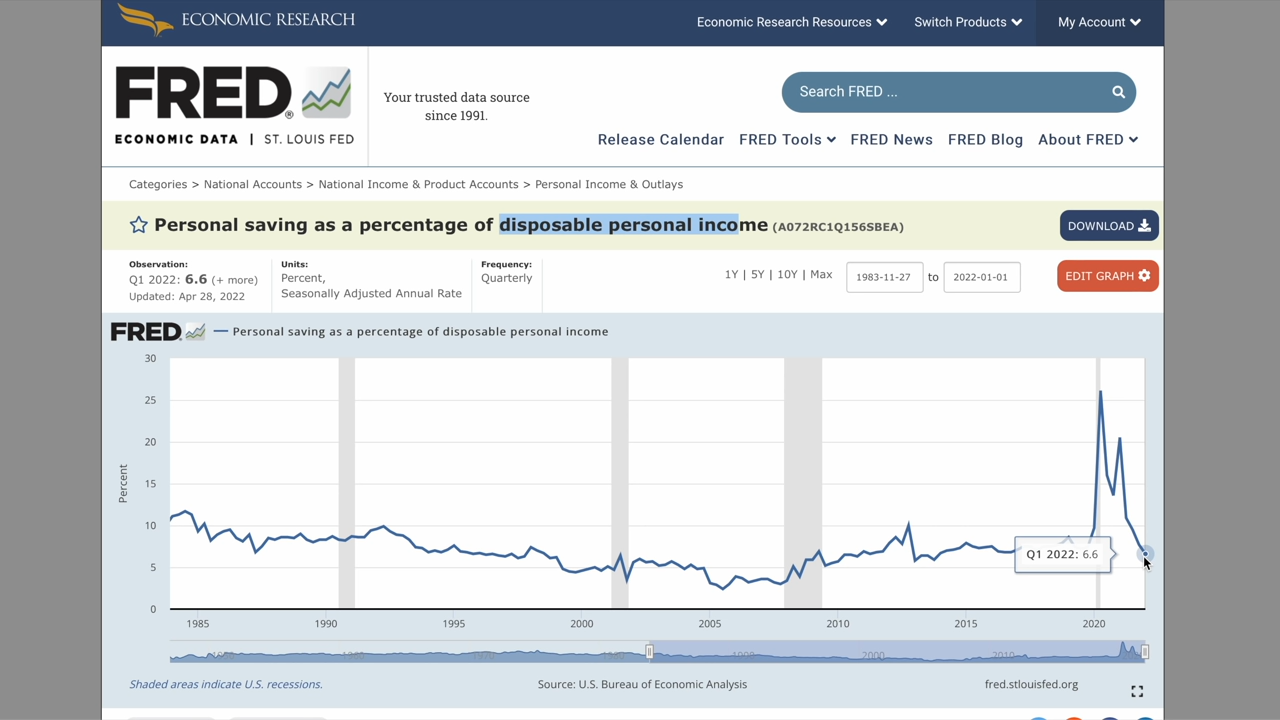 ECONOMIC RESEARCH
Economic Research Resources
Switch Products
My Account
FRED®
ECONOMIC DATA | ST. LOUIS FED
Your trusted data source
since 1991.
Search FRED ...
Release Calendar
FRED Tools
FRED News
FRED Blog
About FRED
Categories > National Accounts > National Income & Product Accounts > Personal Income & Outlays
Personal saving as a percentage of disposable personal income (A072RC1Q156SBEA)
DOWNLOAD
Observation:
Q1 2022: 6.6 (+ more)
Updated: Apr 28, 2022
Units:
Percent,
Seasonally Adjusted Annual Rate
Frequency:
Quarterly
1Y | 5Y | 10Y | Max
1983-11-27 to 2022-01-01
EDIT GRAPH
FRED
Personal saving as a percentage of disposable personal income
30
25
20
15
10
5
0
Percent
Q1 2022: 6.6
1985 1990 1995 2000 2005 2010 2015 2020
1970 1980 1990 2000 2010
Shaded areas indicate U.S. recessions.
Source: U.S. Bureau of Economic Analysis
fred.stlouisfed.org